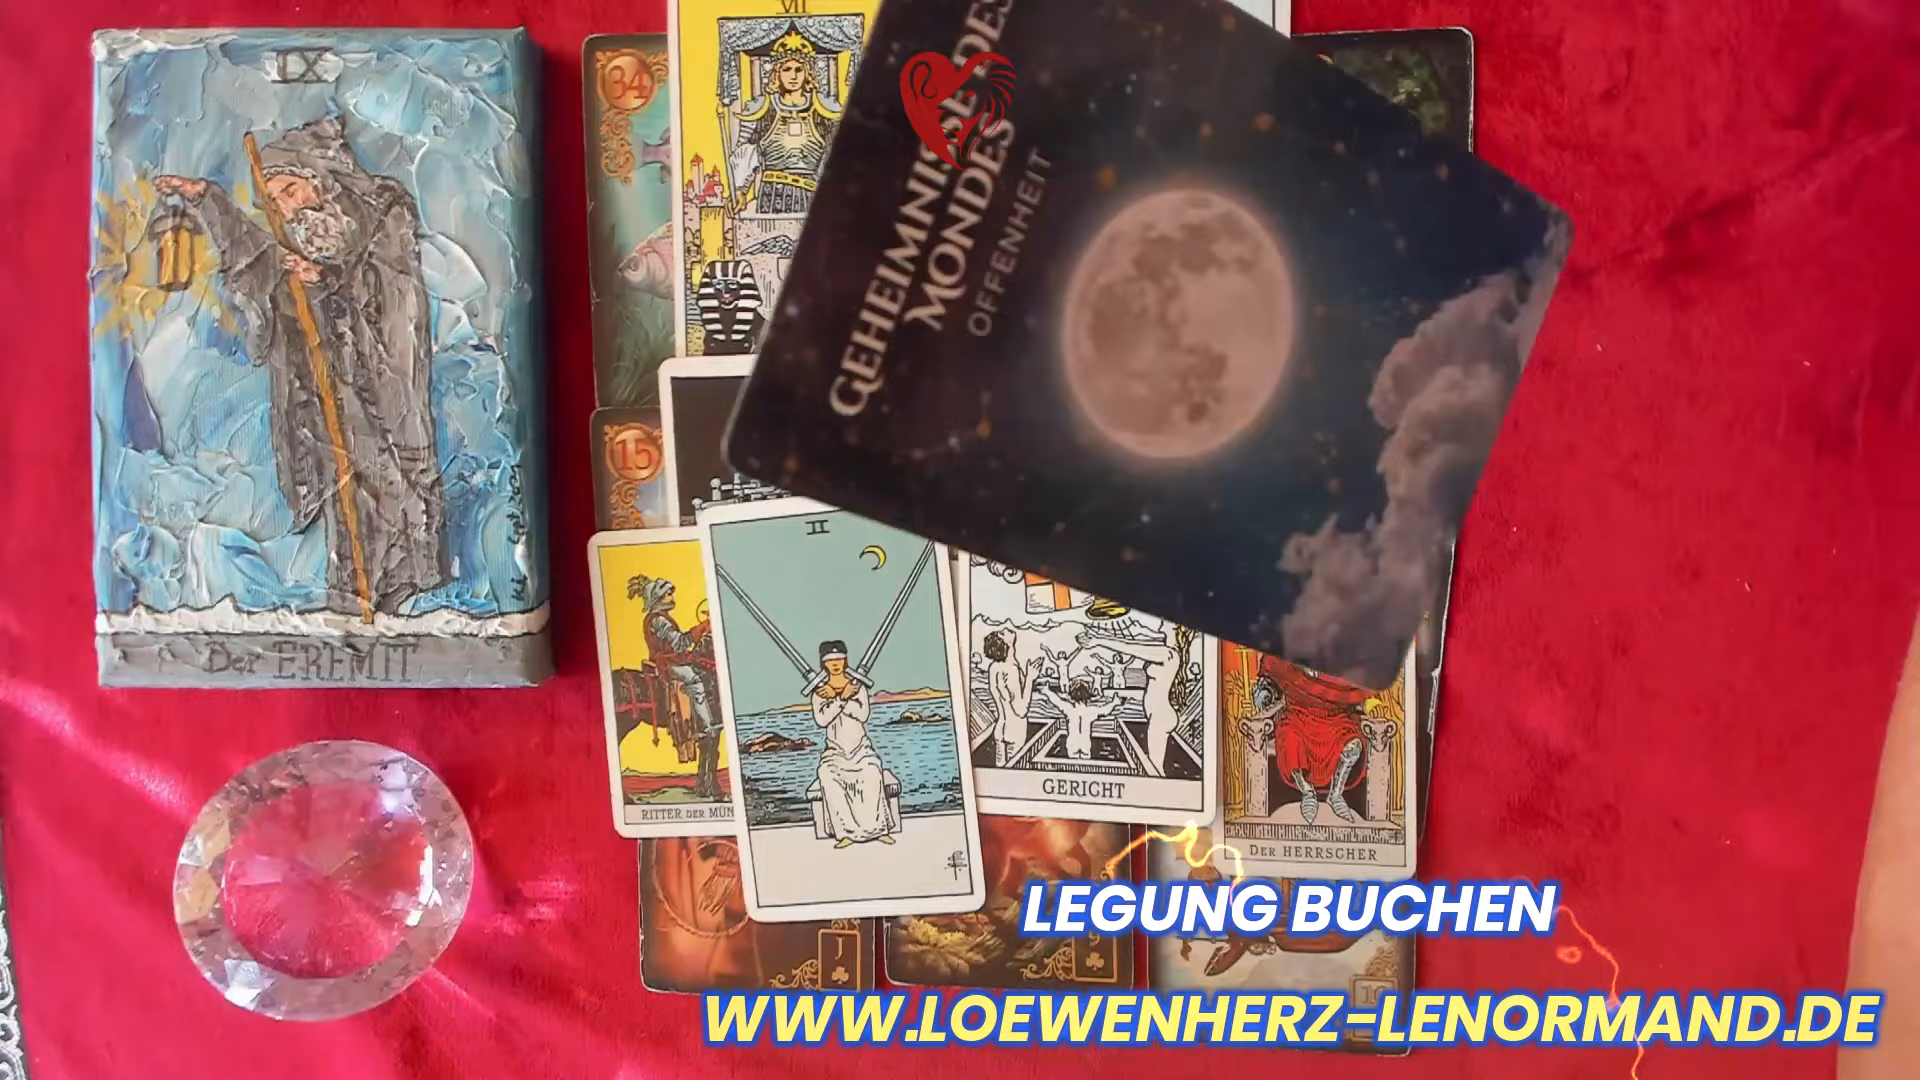 IX
Der EREMIT
34
VII
GEHEIMNISSE DES
MONDES
OFFENHEIT
15
II
RITTER DER MÜN
GERICHT
DER HERRSCHER
J
LEGUNG BUCHEN
10
WWW.LOEWENHERZ-LENORMAND.DE